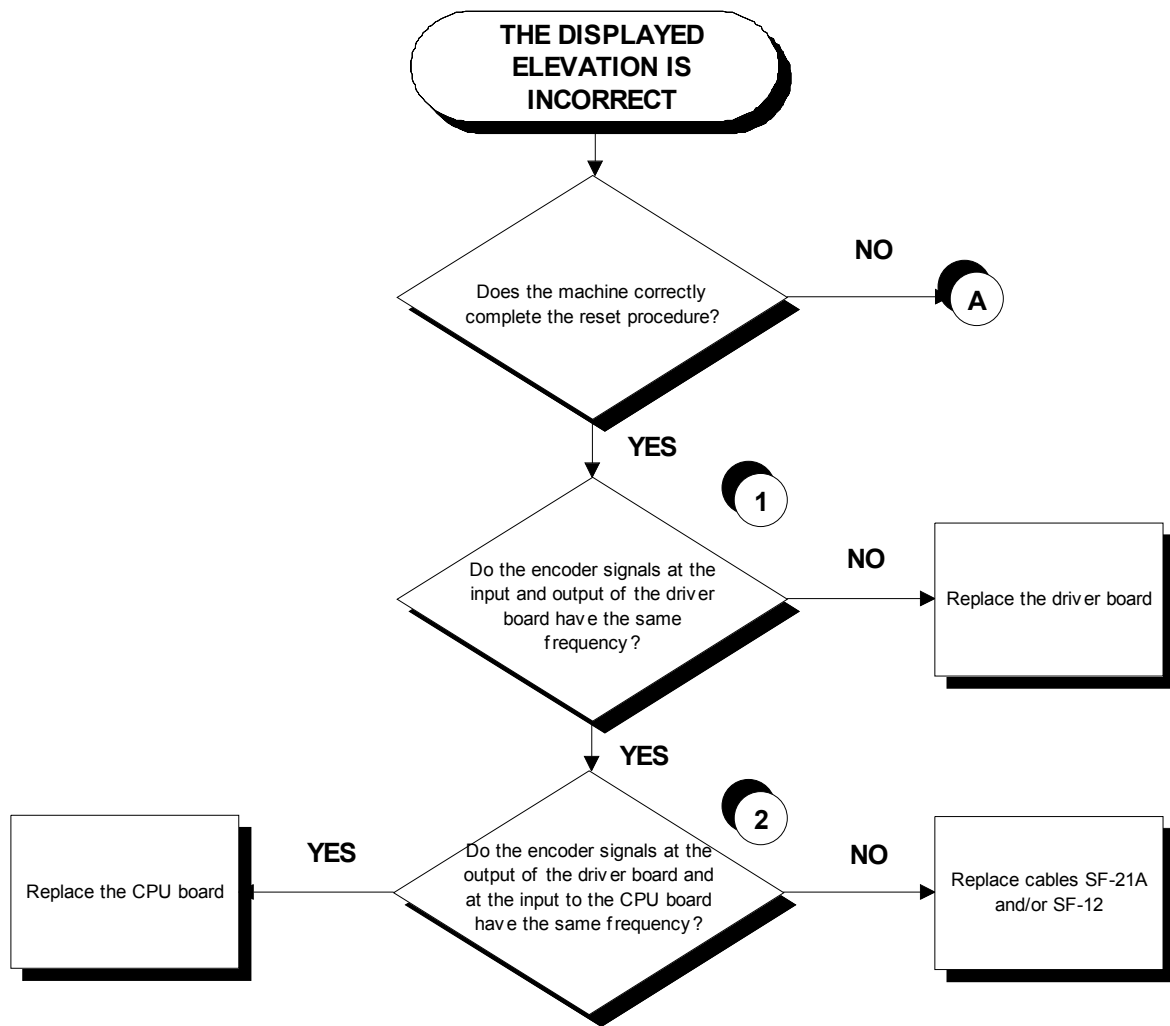 THE DISPLAYED
ELEVATION IS
INCORRECT
NO
A
Does the machine correctly
complete the reset procedure?
YES
1
Do the encoder signals at the
input and output of the driver
board have the same
frequency?
NO
Replace the driver board
YES
2
Do the encoder signals at the
output of the driver board and
at the input to the CPU board
have the same frequency?
YES
Replace the CPU board
NO
Replace cables SF-21A
and/or SF-12